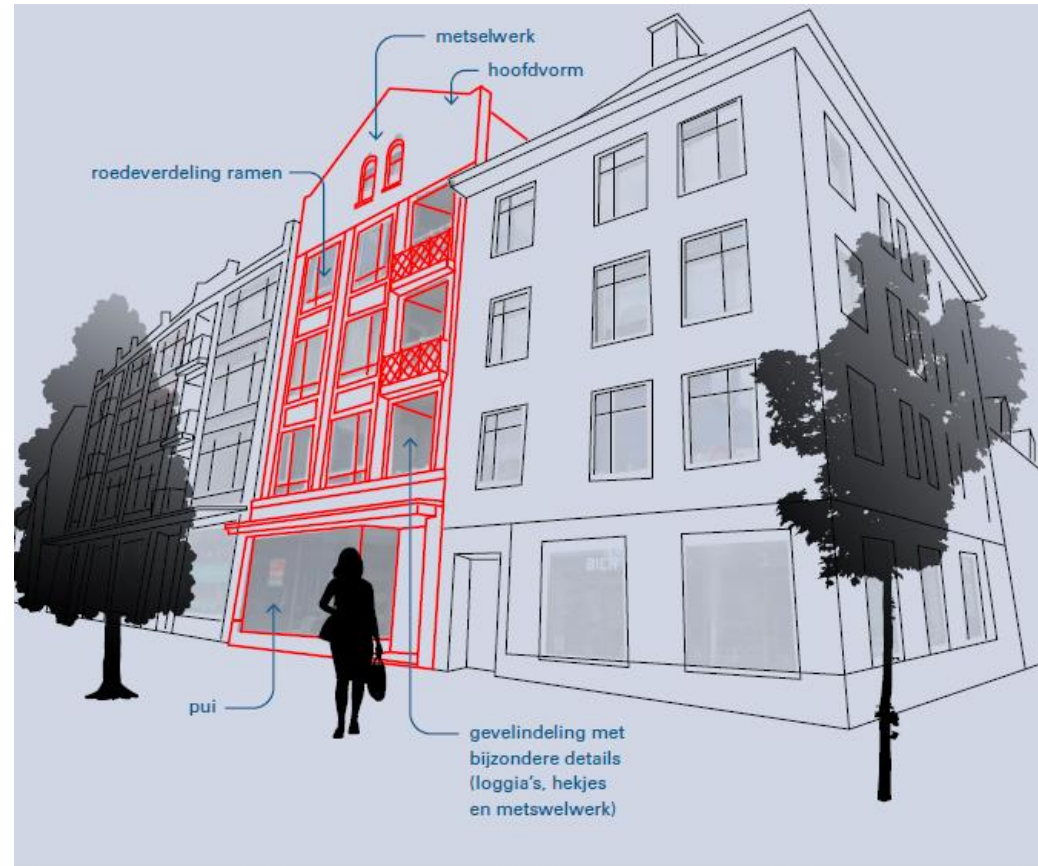 metselwerk
hoofdvorm
roedeverdeling ramen
pui
gevelindeling met
bijzondere details
(loggia's, hekjes
en metswelwerk)